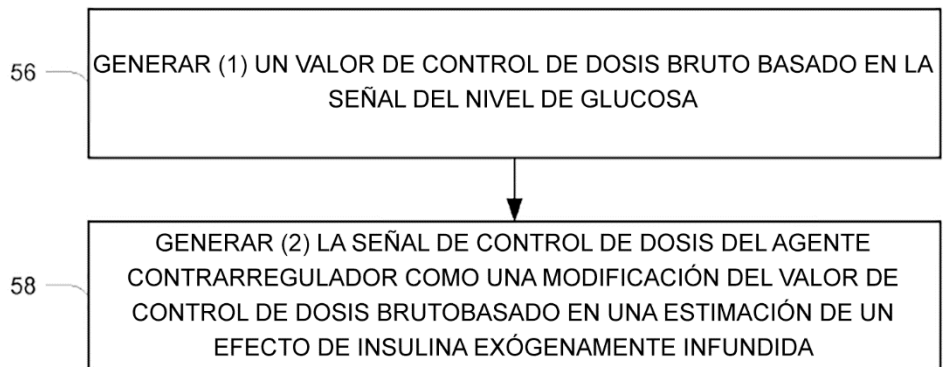 56
GENERAR (1) UN VALOR DE CONTROL DE DOSIS BRUTO BASADO EN LA
SEÑAL DEL NIVEL DE GLUCOSA
58
GENERAR (2) LA SEÑAL DE CONTROL DE DOSIS DEL AGENTE
CONTRARREGULADOR COMO UNA MODIFICACIÓN DEL VALOR DE
CONTROL DE DOSIS BRUTOBASADO EN UNA ESTIMACIÓN DE UN
EFECTO DE INSULINA EXÓGENAMENTE INFUNDIDA